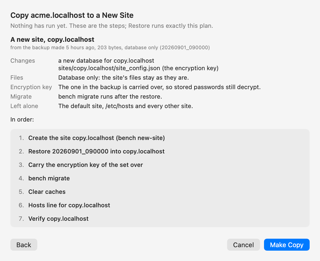 Copy acme.localhost to a New Site
Nothing has run yet. These are the steps; Restore runs exactly this plan.
A new site, copy.localhost
from the backup made 5 hours ago, 203 bytes, database only (20260901_090000)
Changes a new database for copy.localhost
sites/copy.localhost/site_config.json (the encryption key)
Files Database only: the site's files stay as they are.
Encryption key The one in the backup is carried over, so stored passwords still decrypt.
Migrate bench migrate runs after the restore.
Left alone The default site, /etc/hosts and every other site.
In order:
1. Create the site copy.localhost (bench new-site)
2. Restore 20260901_090000 into copy.localhost
3. Carry the encryption key of the set over
4. bench migrate
5. Clear caches
6. Hosts line for copy.localhost
7. Verify copy.localhost
Back Cancel Make Copy